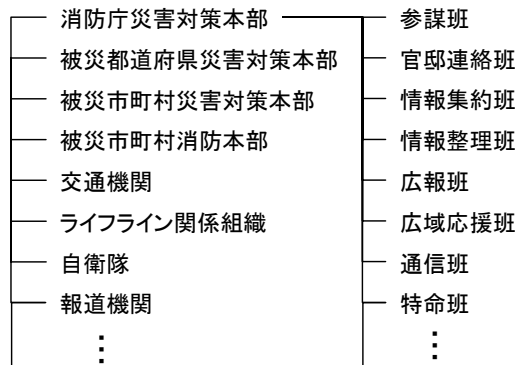 消防庁災害対策本部
被災都道府県災害対策本部
被災市町村災害対策本部
被災市町村消防本部
交通機関
ライフライン関係組織
自衛隊
報道機関
⋮
参謀班
官邸連絡班
情報集約班
情報整理班
広報班
広域応援班
通信班
特命班
⋮